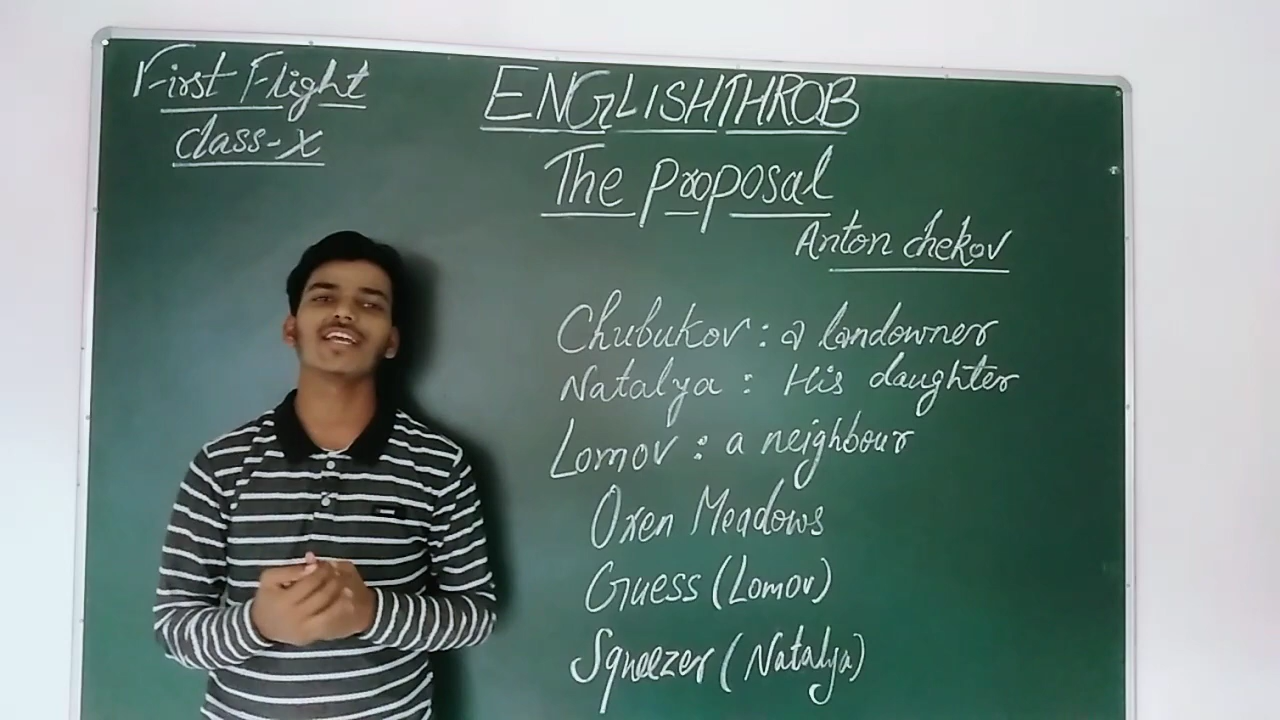 First Flight
class-X
ENGLISHTHROB
The Proposal
Anton chekov
Chubukov : a landowner
Natalya : His daughter
Lomov : a neighbour
Oxen Meadows
Guess (Lomov)
Squeezer (Natalya)